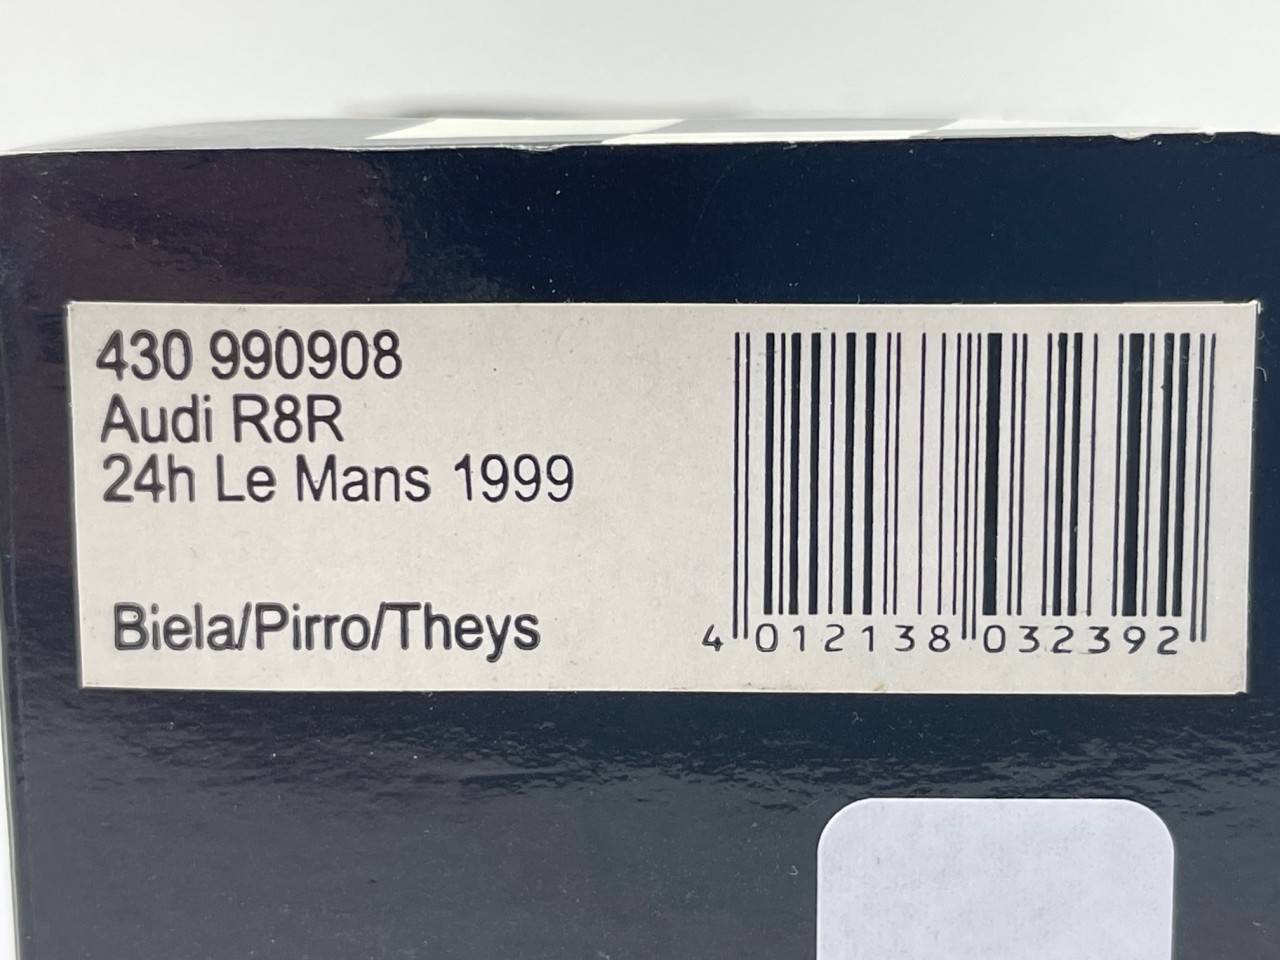 430 990908
Audi R8R
24h Le Mans 1999
Biela/Pirro/Theys
4 012138 032392